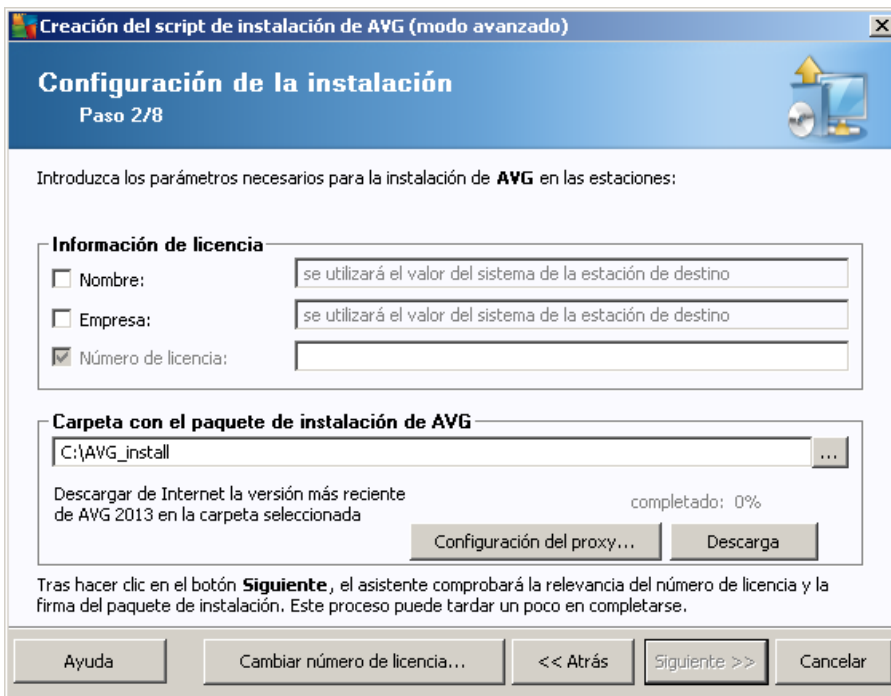 Creación del script de instalación de AVG (modo avanzado)
Configuración de la instalación
Paso 2/8
Introduzca los parámetros necesarios para la instalación de AVG en las estaciones:
Información de licencia
Nombre: se utilizará el valor del sistema de la estación de destino
Empresa: se utilizará el valor del sistema de la estación de destino
Número de licencia:
Carpeta con el paquete de instalación de AVG
C:\AVG_install ...
Descargar de Internet la versión más reciente
de AVG 2013 en la carpeta seleccionada
completado: 0%
Configuración del proxy... Descarga
Tras hacer clic en el botón Siguiente, el asistente comprobará la relevancia del número de licencia y la
firma del paquete de instalación. Este proceso puede tardar un poco en completarse.
Ayuda Cambiar número de licencia... << Atrás Siguiente >> Cancelar